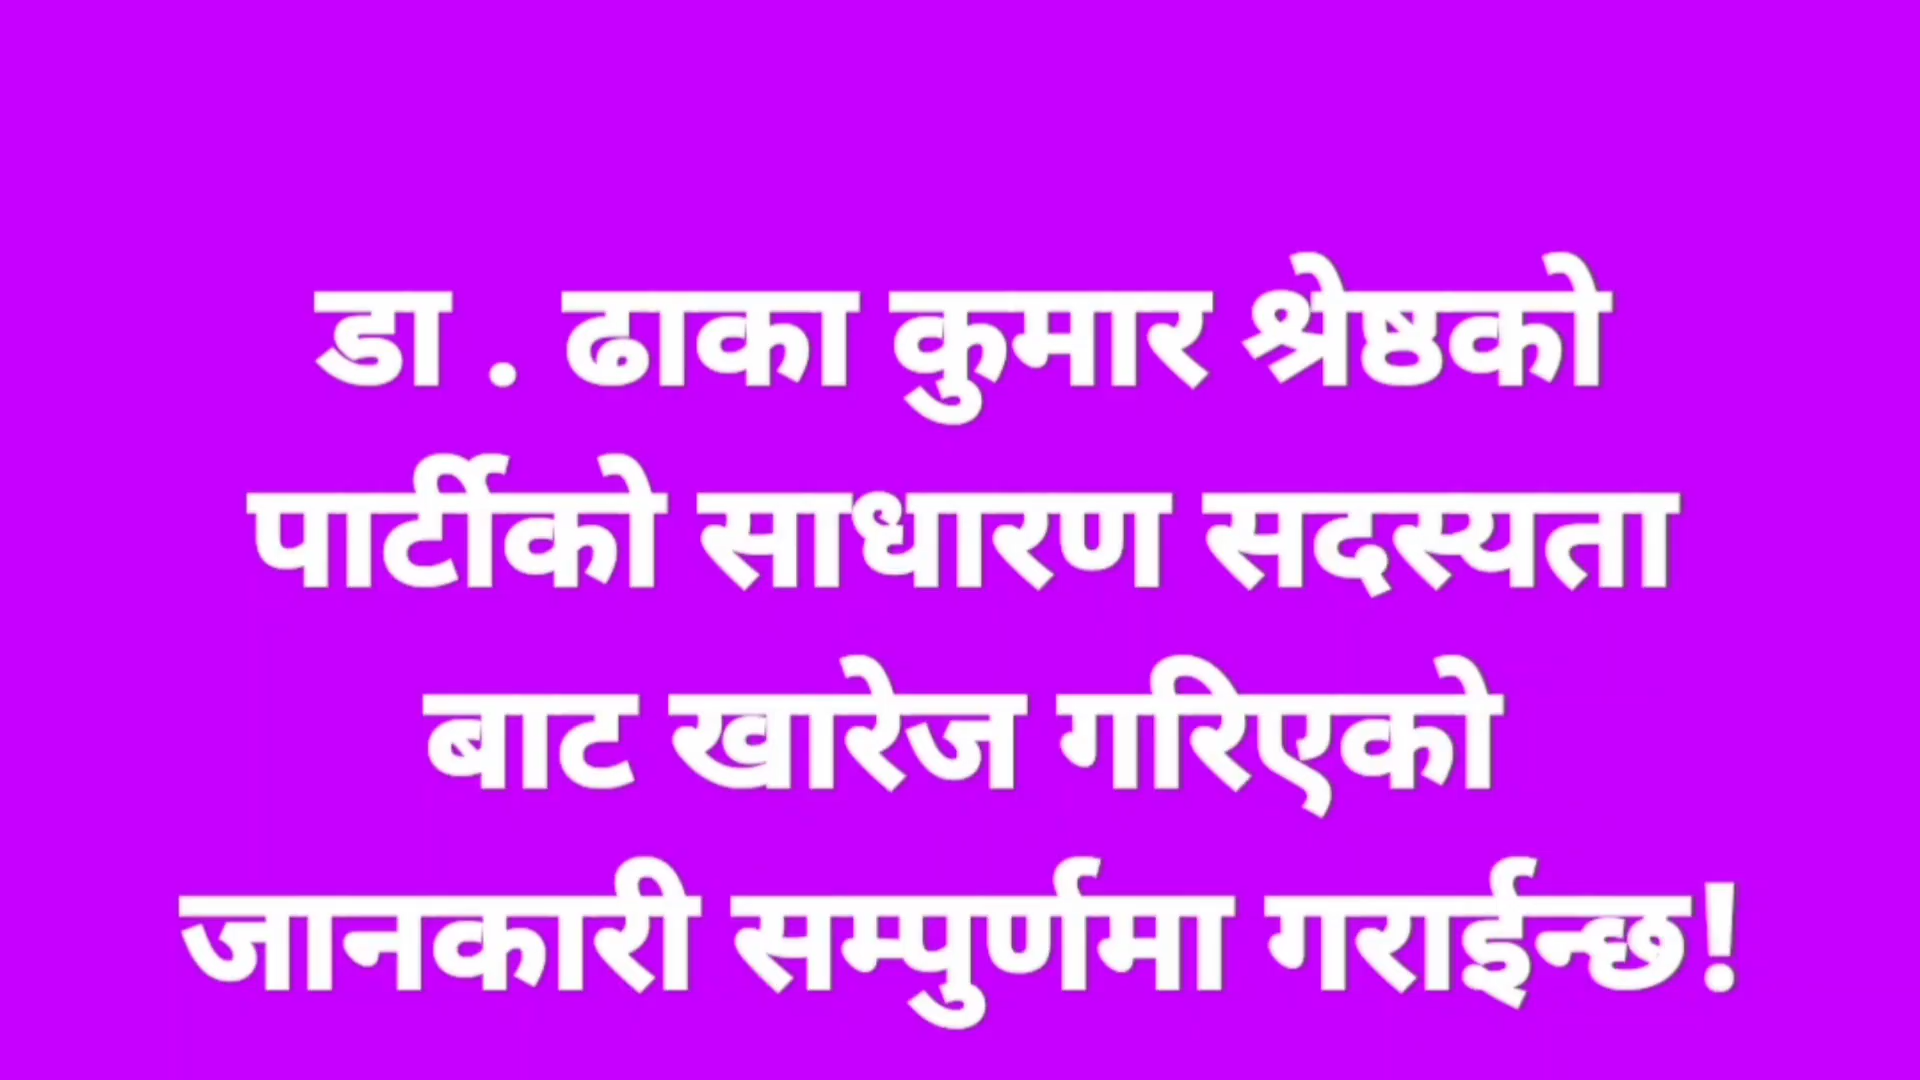 डा . ढाका कुमार श्रेष्ठको
पार्टीको साधारण सदस्यता
बाट खारेज गरिएको
जानकारी सम्पुर्णमा गराईन्छ!